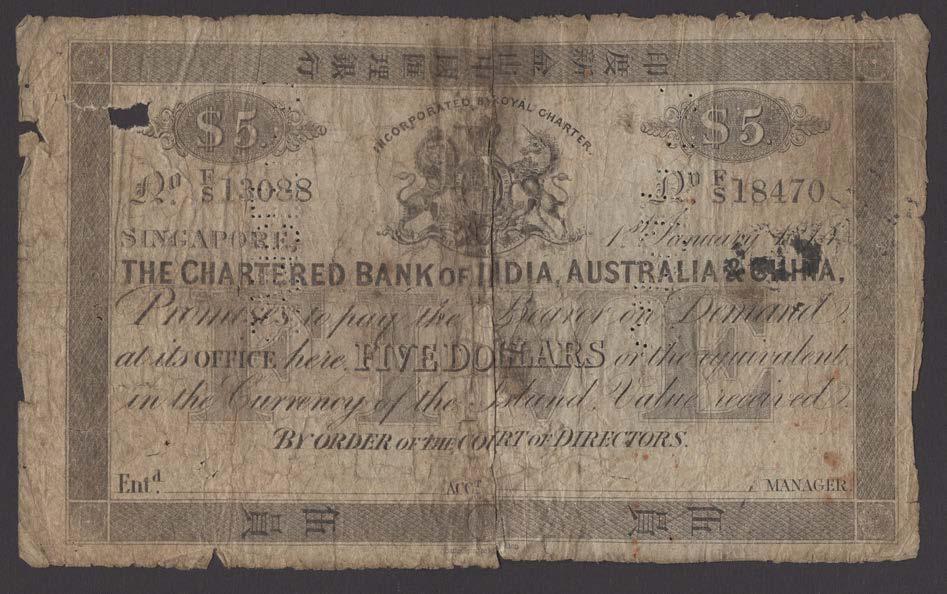 印度新金山中國匯理銀行
INCORPORATED BY ROYAL CHARTER.
$5. $5.
No. F/S 13088 No. F/S 18470
SINGAPORE, 1st January
THE CHARTERED BANK OF INDIA, AUSTRALIA & CHINA,
Promises to pay the Bearer on Demand
at its OFFICE here FIVE DOLLARS or the equivalent
in the Currency of the Island, Value received.
FIVE
BY ORDER OF THE COURT OF DIRECTORS.
Entd. ACCT. MANAGER
伍員 伍員